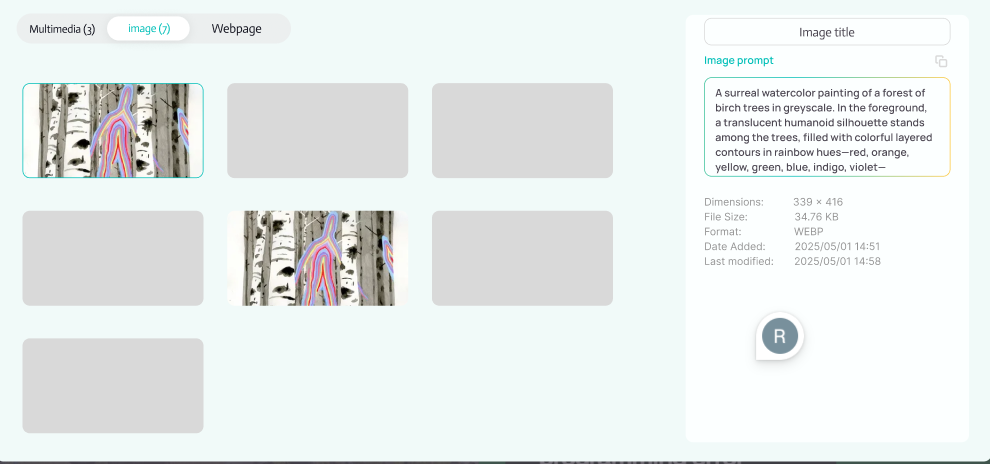 Multimedia (3)
image (7)
Webpage
Image title
Image prompt
A surreal watercolor painting of a forest of
birch trees in greyscale. In the foreground,
a translucent humanoid silhouette stands
among the trees, filled with colorful layered
contours in rainbow hues—red, orange,
yellow, green, blue, indigo, violet—
Dimensions: 339 × 416
File Size: 34.76 KB
Format: WEBP
Date Added: 2025/05/01 14:51
Last modified: 2025/05/01 14:58
R